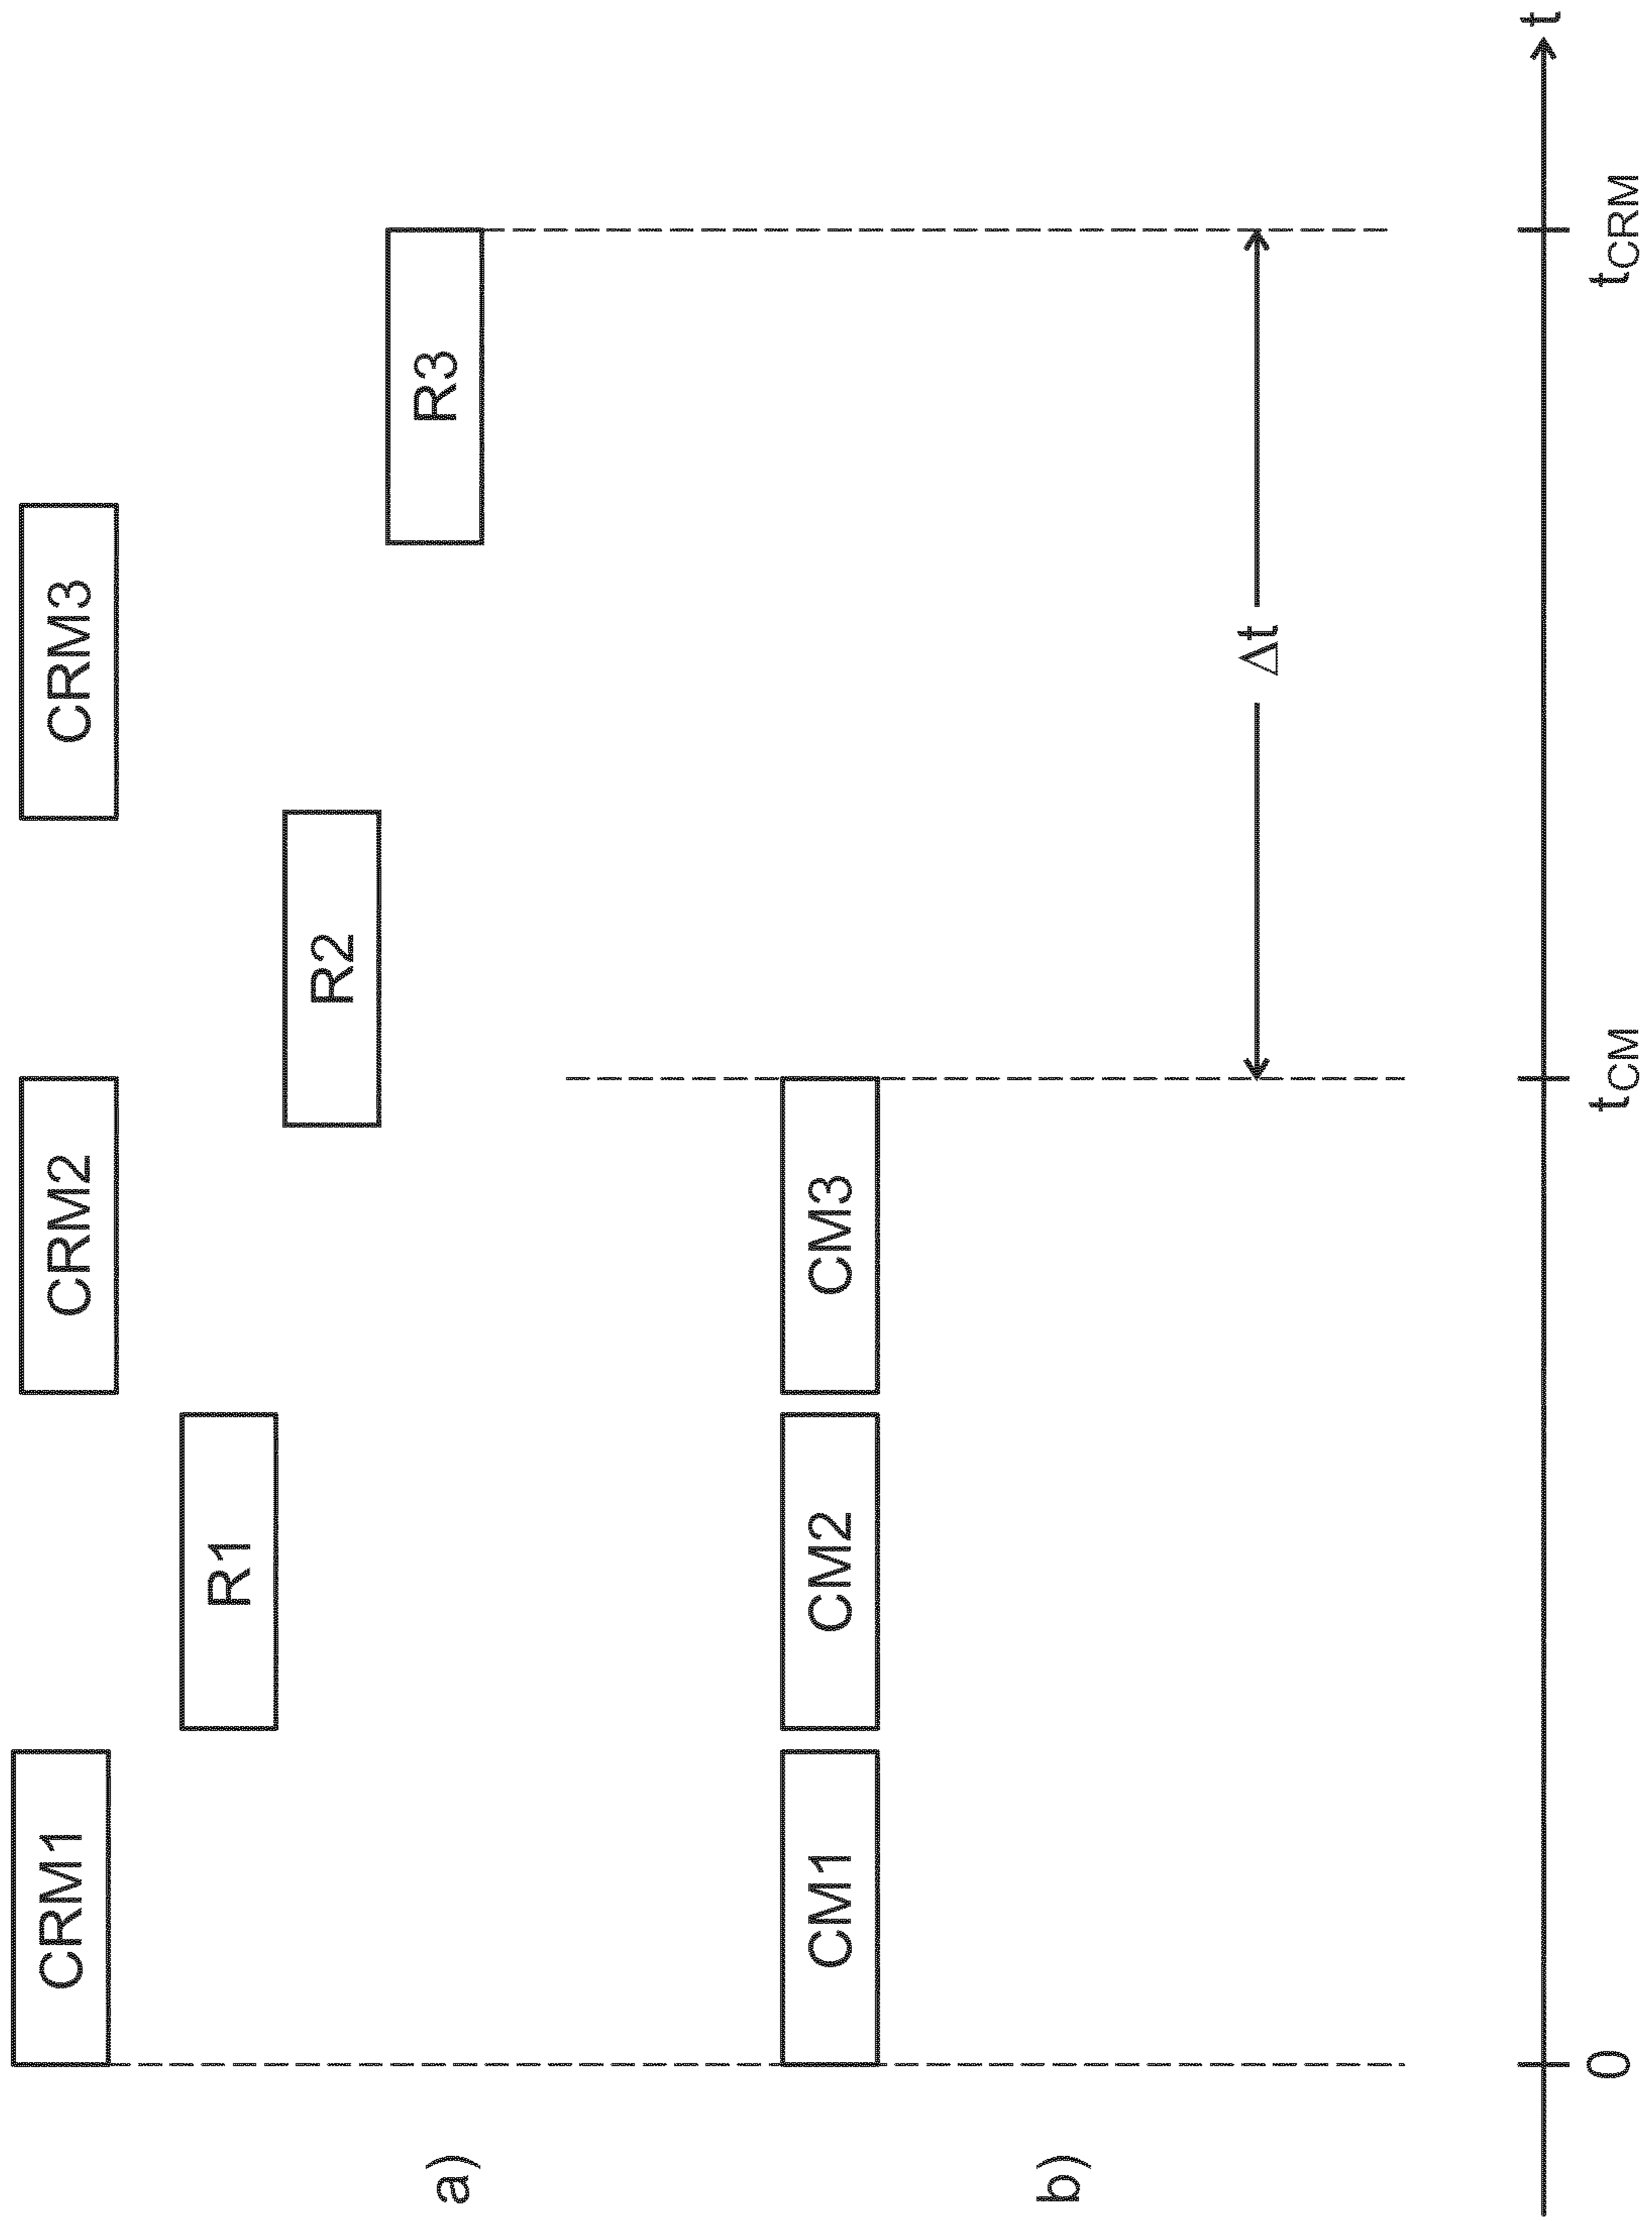 CRM1 CRM2 CRM3
R1
R2
R3
a)
CM1 CM2 CM3
b)
Δt
t
0 tCM tCRM